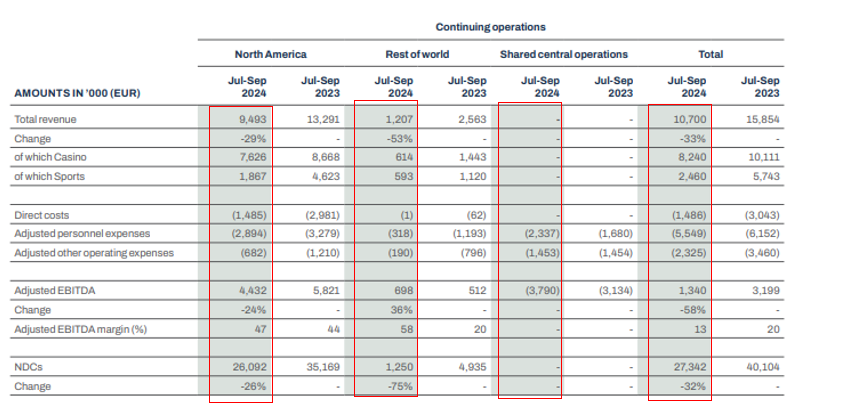 Continuing operations
North America Rest of world Shared central operations Total
Jul-Sep Jul-Sep Jul-Sep Jul-Sep Jul-Sep Jul-Sep Jul-Sep Jul-Sep
AMOUNTS IN '000 (EUR) 2024 2023 2024 2023 2024 2023 2024 2023
Total revenue 9,493 13,291 1,207 2,563 - - 10,700 15,854
Change -29% - -53% - - - -33% -
of which Casino 7,626 8,668 614 1,443 - - 8,240 10,111
of which Sports 1,867 4,623 593 1,120 - - 2,460 5,743
Direct costs (1,485) (2,981) (1) (62) - - (1,486) (3,043)
Adjusted personnel expenses (2,894) (3,279) (318) (1,193) (2,337) (1,680) (5,549) (6,152)
Adjusted other operating expenses (682) (1,210) (190) (796) (1,453) (1,454) (2,325) (3,460)
Adjusted EBITDA 4,432 5,821 698 512 (3,790) (3,134) 1,340 3,199
Change -24% - 36% - - - -58% -
Adjusted EBITDA margin (%) 47 44 58 20 - - 13 20
NDCs 26,092 35,169 1,250 4,935 - - 27,342 40,104
Change -26% - -75% - - - -32% -